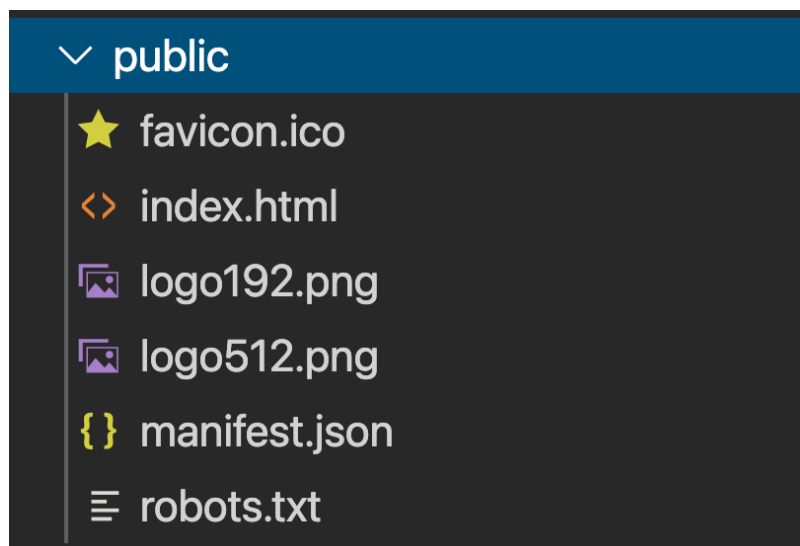 public
favicon.ico
index.html
logo192.png
logo512.png
manifest.json
robots.txt